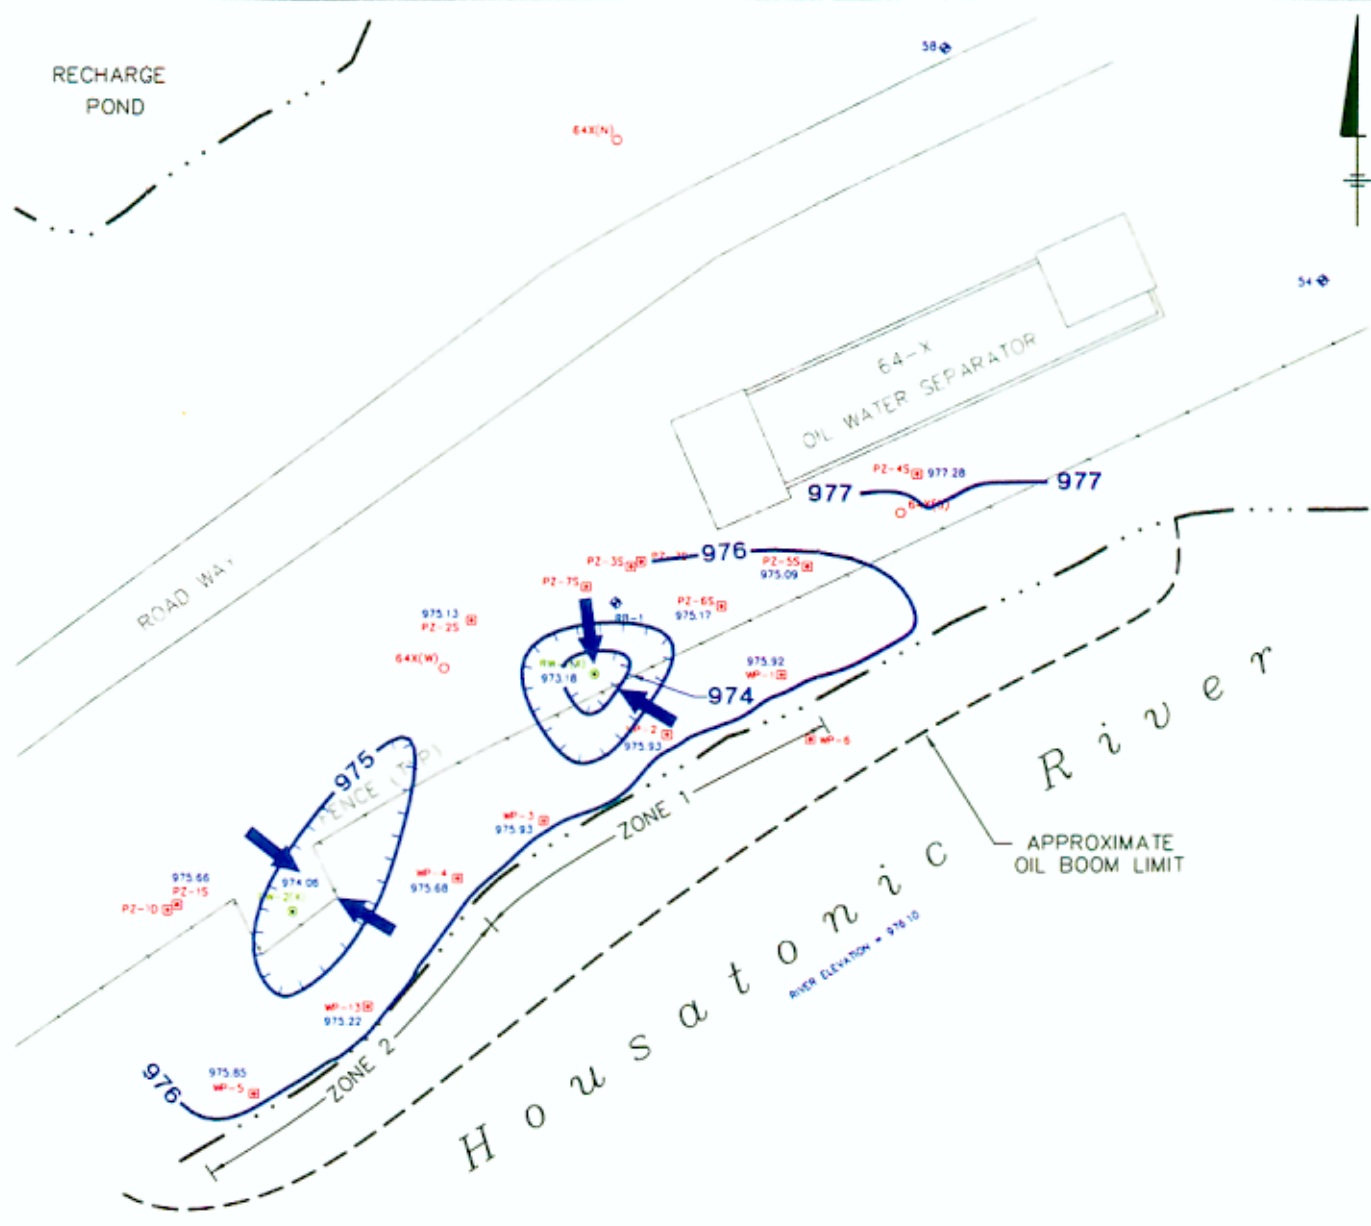 RECHARGE
POND
58
64X(N)
54
64-X
OIL WATER SEPARATOR
PZ-4S 977.28
977 977
ROAD WAY
PZ-3S
976
PZ-5S
975.09
PZ-7S
PZ-6S
975.17
975.13
PZ-2S
64X(W)
973.18
974
975.92
WP-1
975.93
WP-6
975
FENCE (TYP)
WP-3
975.93
ZONE 1
WP-4
975.68
APPROXIMATE
OIL BOOM LIMIT
Housatonic River
RIVER ELEVATION = 976.10
975.66
PZ-1S
PZ-1D
974.06
WP-13
975.22
ZONE 2
976
975.85
WP-5